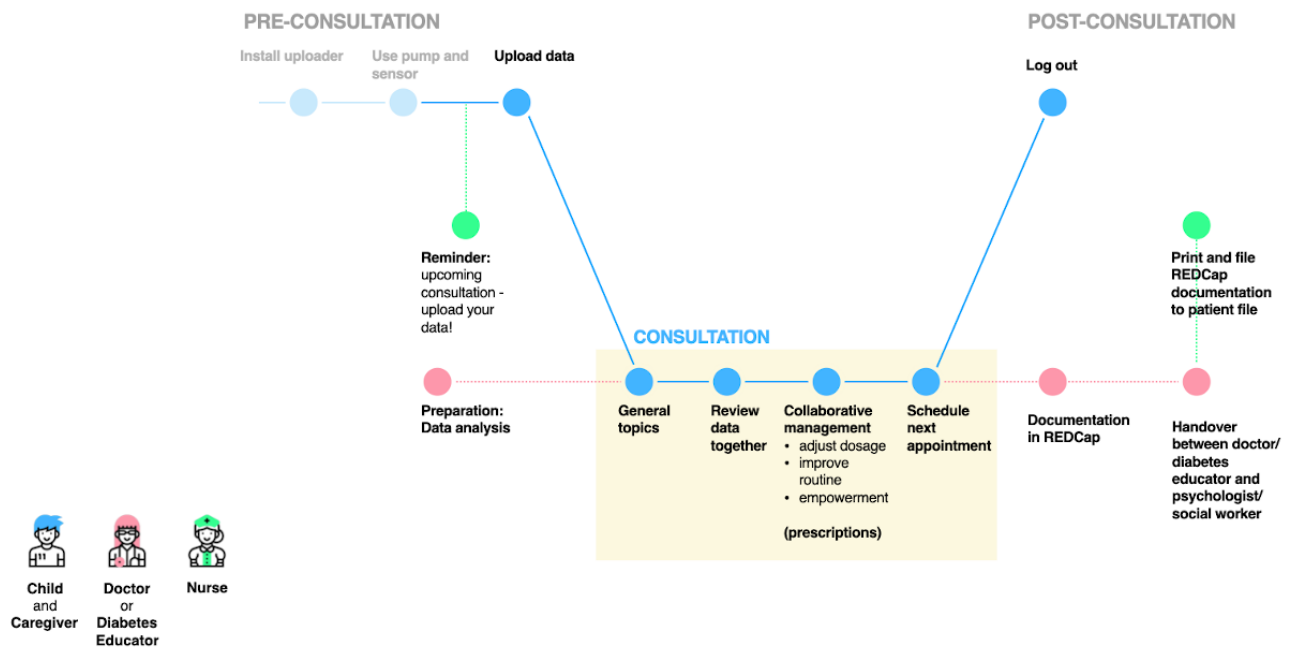 PRE-CONSULTATION
POST-CONSULTATION
Install uploader
Use pump and
sensor
Upload data
Log out
Reminder:
upcoming
consultation -
upload your
data!
Print and file
REDCap
documentation
to patient file
CONSULTATION
Preparation:
Data analysis
General
topics
Review
data
together
Collaborative
management
• adjust dosage
• improve
routine
• empowerment
(prescriptions)
Schedule
next
appointment
Documentation
in REDCap
Handover
between doctor/
diabetes
educator and
psychologist/
social worker
11
Child
and
Caregiver
Doctor
or
Diabetes
Educator
Nurse